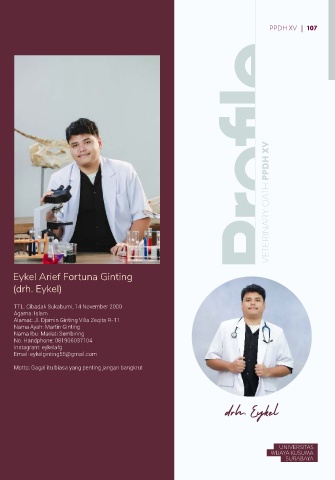 PPDH XV | 107
Profile
VETERINARY OATH PPDH XV
Eykel Arief Fortuna Ginting
(drh. Eykel)
TTL: Cibadak Sukabumi, 14 November 2000
Agama: Islam
Alamat: Jl. Djamin Ginting Villa Zeqita R-11
Nama Ayah: Martin Ginting
Nama Ibu: Maikel Sembiring
No. Handphone: 081906037104
Instagram: eykelafg
Email: eykelginting55@gmail.com
Motto: Gagal itu biasa yang penting jangan bangkrut
drh. Eykel
UNIVERSITAS
WIJAYA KUSUMA
SURABAYA